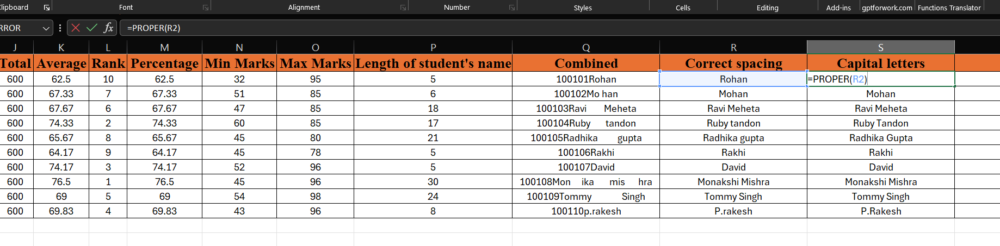 lipboard Font Alignment Number Styles Cells Editing Add-ins gptforwork.com Functions Translator
RROR fx =PROPER(R2)
J K L M N O P Q R S
Total Average Rank Percentage Min Marks Max Marks Length of student's name Combined Correct spacing Capital letters
600 62.5 10 62.5 32 95 5 100101Rohan Rohan =PROPER(R2)
600 67.33 7 67.33 51 85 6 100102Mo han Mohan Mohan
600 67.67 6 67.67 47 85 18 100103Ravi Meheta Ravi Meheta Ravi Meheta
600 74.33 2 74.33 60 85 17 100104Ruby tandon Ruby tandon Ruby Tandon
600 65.67 8 65.67 45 80 21 100105Radhika gupta Radhika gupta Radhika Gupta
600 64.17 9 64.17 45 78 5 100106Rakhi Rakhi Rakhi
600 74.17 3 74.17 52 96 5 100107David David David
600 76.5 1 76.5 45 96 30 100108Mon ika mis hra Monakshi Mishra Monakshi Mishra
600 69 5 69 54 98 24 100109Tommy Singh Tommy Singh Tommy Singh
600 69.83 4 69.83 43 96 8 100110p.rakesh P.rakesh P.Rakesh